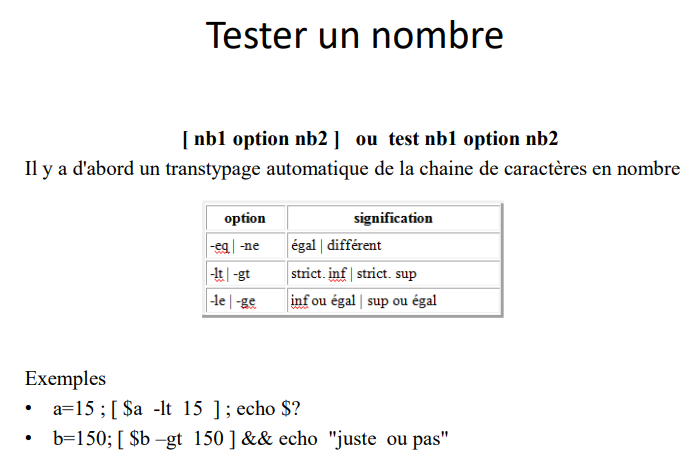 Tester un nombre
[ nb1 option nb2 ] ou test nb1 option nb2
Il y a d'abord un transtypage automatique de la chaine de caractères en nombre
option signification
-eq | -ne égal | différent
-lt | -gt strict. inf | strict. sup
-le | -ge inf ou égal | sup ou égal
Exemples
• a=15 ; [ $a -lt 15 ] ; echo $?
• b=150; [ $b –gt 150 ] && echo "juste ou pas"